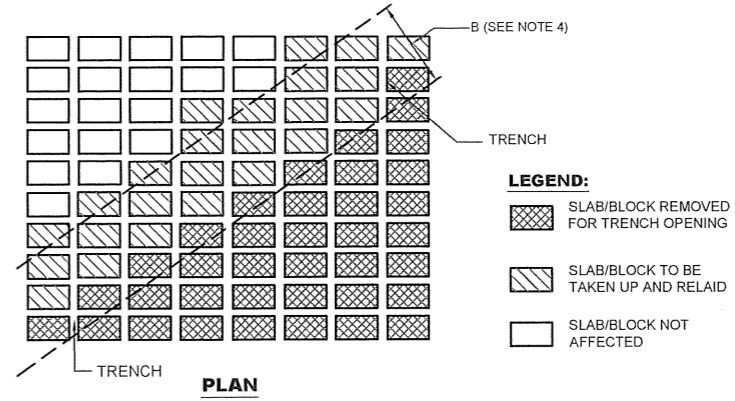 B (SEE NOTE 4)
TRENCH
LEGEND:
SLAB/BLOCK REMOVED
FOR TRENCH OPENING
SLAB/BLOCK TO BE
TAKEN UP AND RELAID
SLAB/BLOCK NOT
AFFECTED
TRENCH
PLAN